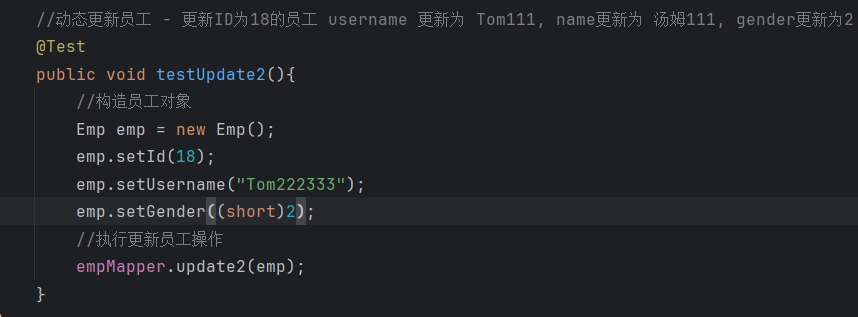 //动态更新员工 - 更新ID为18的员工 username 更新为 Tom111, name更新为 汤姆111, gender更新为2
@Test
public void testUpdate2(){
//构造员工对象
Emp emp = new Emp();
emp.setId(18);
emp.setUsername("Tom222333");
emp.setGender((short)2);
//执行更新员工操作
empMapper.update2(emp);
}